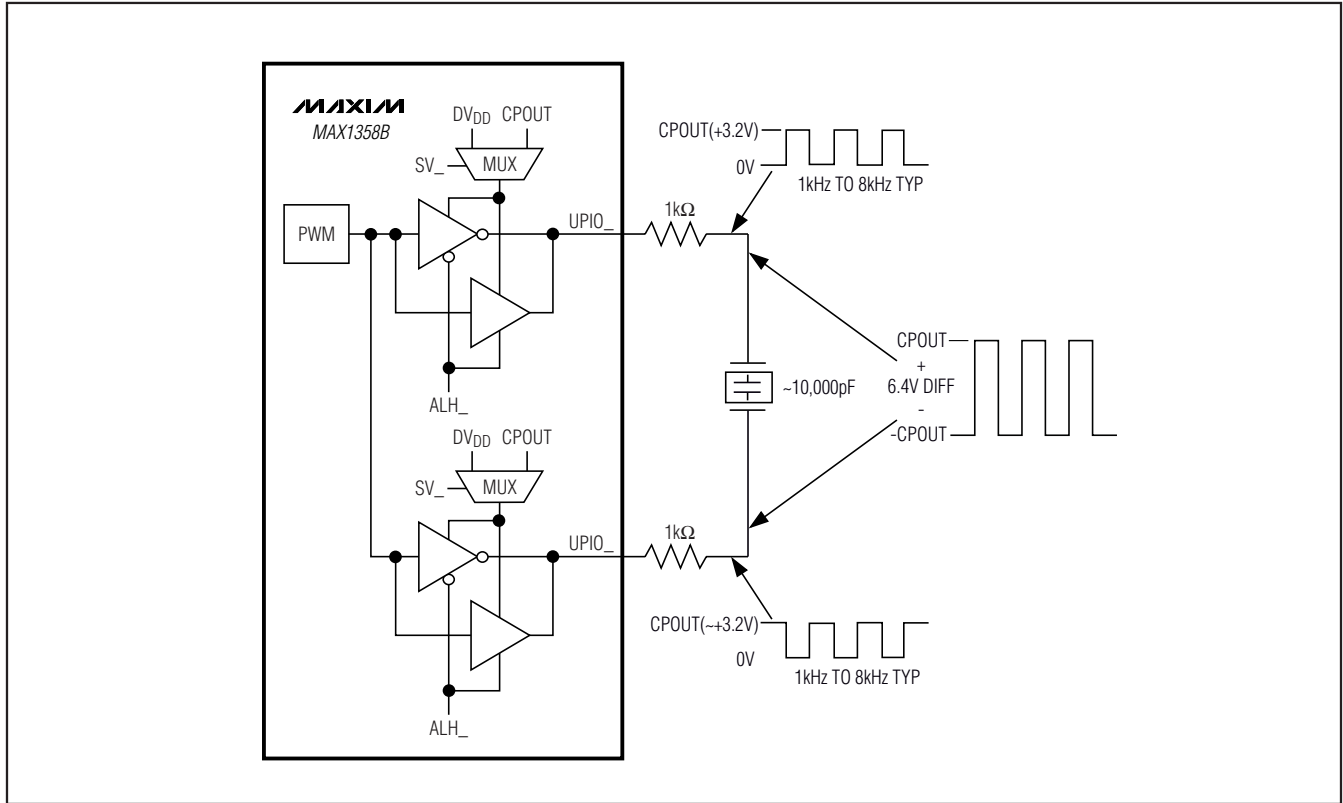 MAXIM
MAX1358B
DVDD CPOUT
SV_
MUX
PWM
UPIO_
ALH_
DVDD CPOUT
SV_
MUX
UPIO_
ALH_
1kΩ
CPOUT(+3.2V)
0V
1kHz TO 8kHz TYP
~10,000pF
CPOUT
+
6.4V DIFF
-
-CPOUT
1kΩ
CPOUT(~+3.2V)
0V
1kHz TO 8kHz TYP